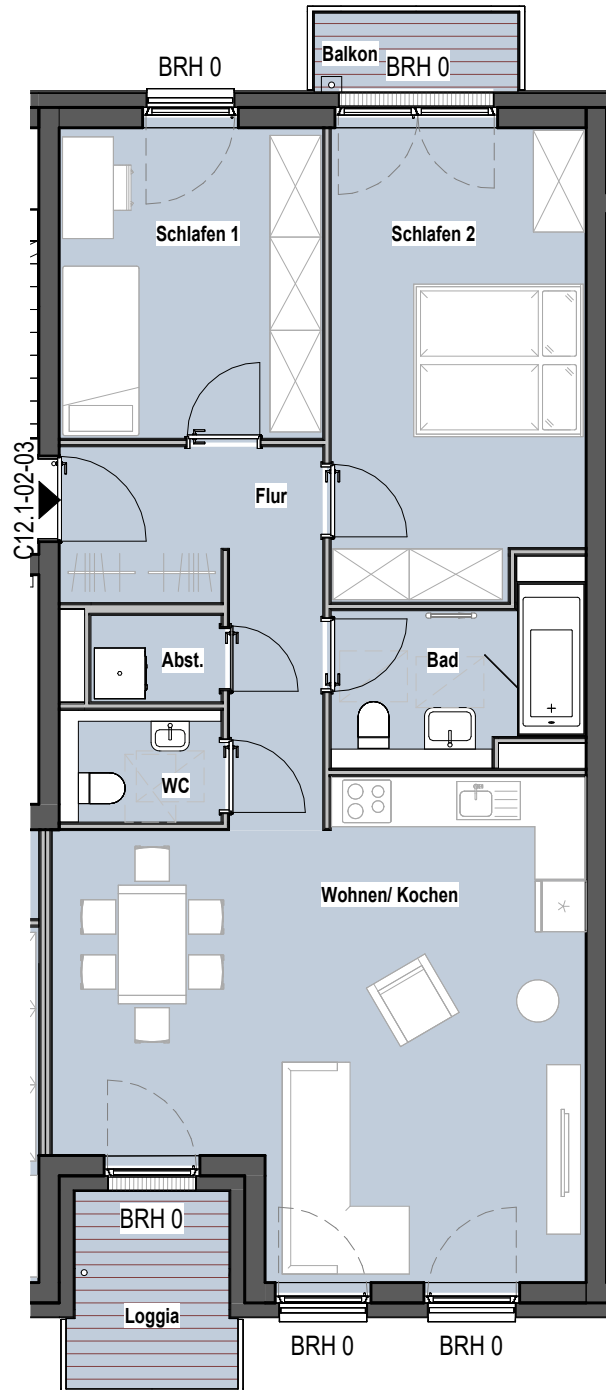 Balkon
BRH 0
BRH 0
Schlafen 1
Schlafen 2
C12.1-02-03
Flur
Abst.
Bad
WC
Wohnen/ Kochen
BRH 0
Loggia
BRH 0
BRH 0